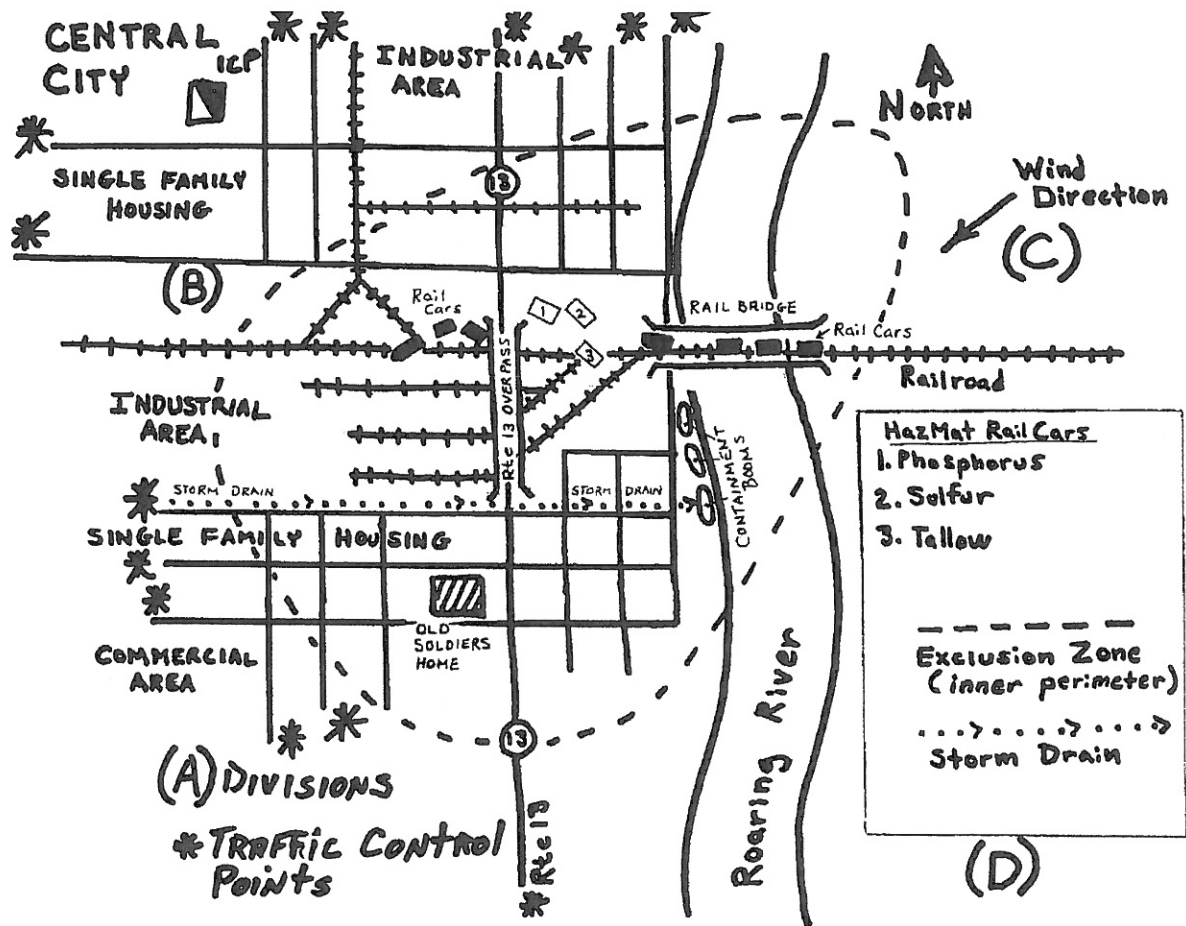 CENTRAL
CITY
ICP
INDUSTRIAL
AREA
NORTH
SINGLE FAMILY
HOUSING
13
Wind
Direction
(C)
(B)
Rail
Cars
1
2
3
RAIL BRIDGE
Rail Cars
Railroad
Rte 13 OVERPASS
INDUSTRIAL
AREA
CONTAINMENT
BOOMS
STORM DRAIN
STORM DRAIN
SINGLE FAMILY HOUSING
OLD
SOLDIERS
HOME
COMMERCIAL
AREA
HazMat Rail Cars
1. Phosphorus
2. Sulfur
3. Tallow
Exclusion Zone
(inner perimeter)
Storm Drain
13
Roaring River
(A) DIVISIONS
* TRAFFIC CONTROL
POINTS
Rte 13
(D)